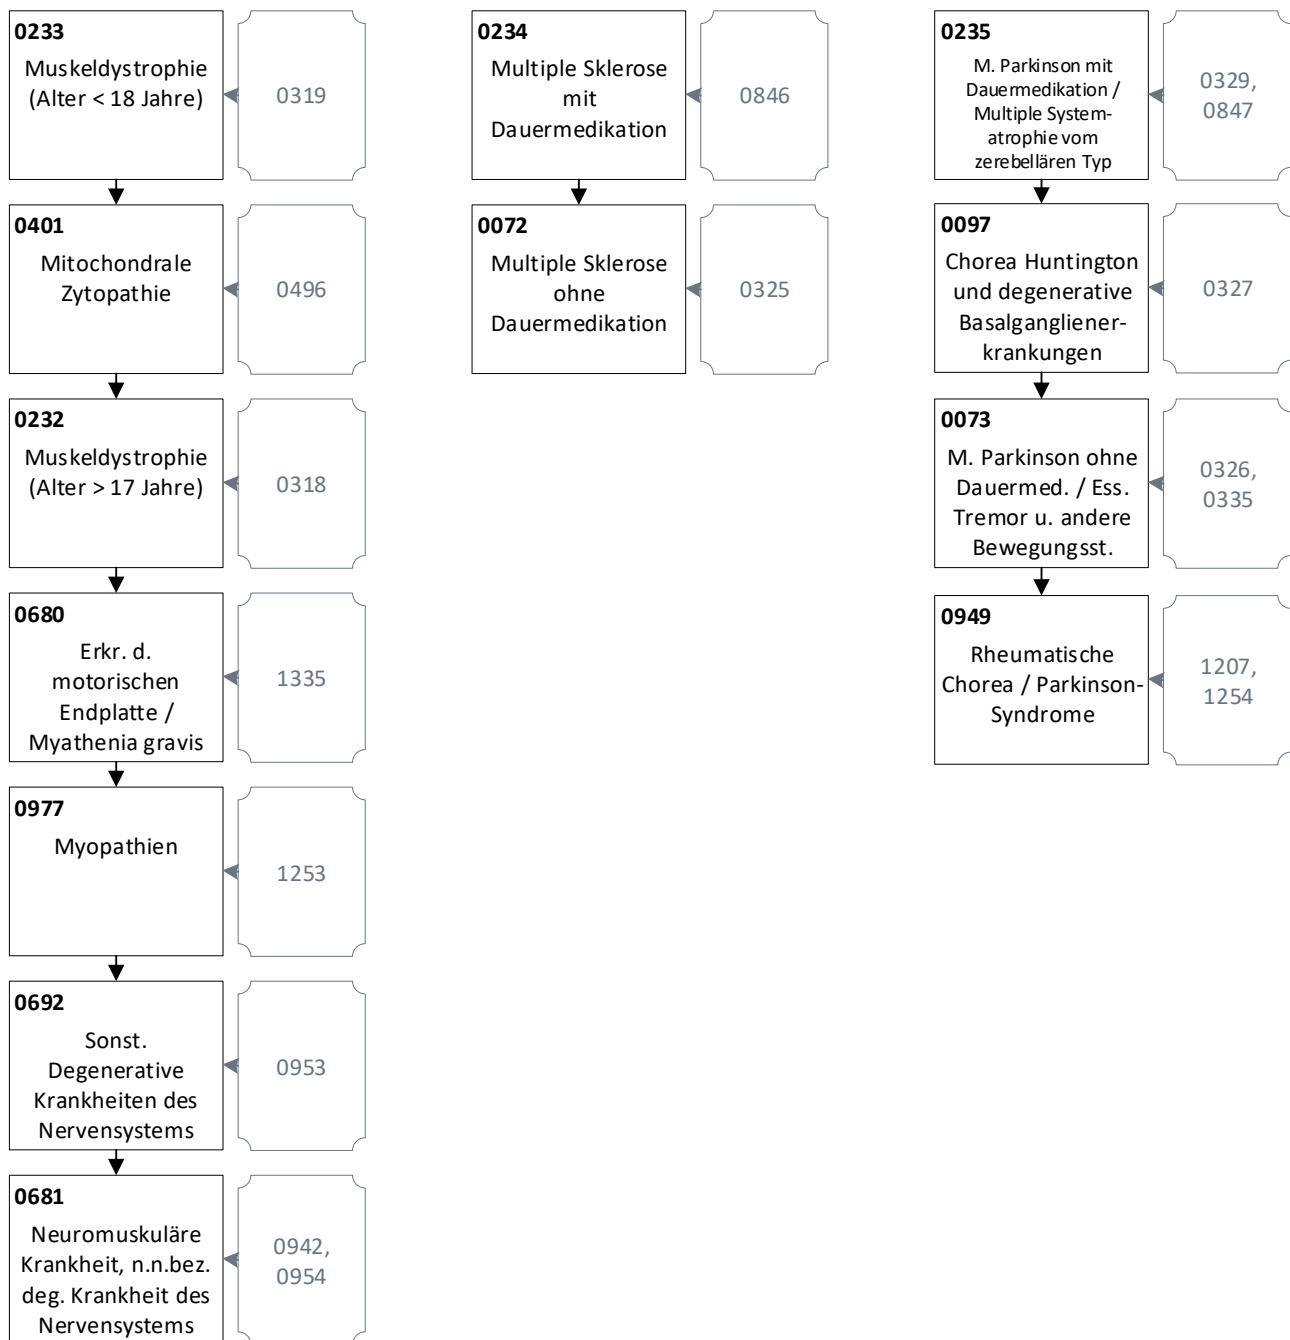 0233
Muskeldystrophie
(Alter < 18 Jahre)
0319
0401
Mitochondrale
Zytopathie
0496
0232
Muskeldystrophie
(Alter > 17 Jahre)
0318
0680
Erkr. d.
motorischen
Endplatte /
Myathenia gravis
1335
0977
Myopathien
1253
0692
Sonst.
Degenerative
Krankheiten des
Nervensystems
0953
0681
Neuromuskuläre
Krankheit, n.n.bez.
deg. Krankheit des
Nervensystems
0942,
0954
0234
Multiple Sklerose
mit
Dauermedikation
0846
0072
Multiple Sklerose
ohne
Dauermedikation
0325
0235
M. Parkinson mit
Dauermedikation /
Multiple System-
atrophie vom
zerebellären Typ
0329,
0847
0097
Chorea Huntington
und degenerative
Basalganglienr-
krankungen
0327
0073
M. Parkinson ohne
Dauermed. / Ess.
Tremor u. andere
Bewegungsst.
0326,
0335
0949
Rheumatische
Chorea / Parkinson-
Syndrome
1207,
1254